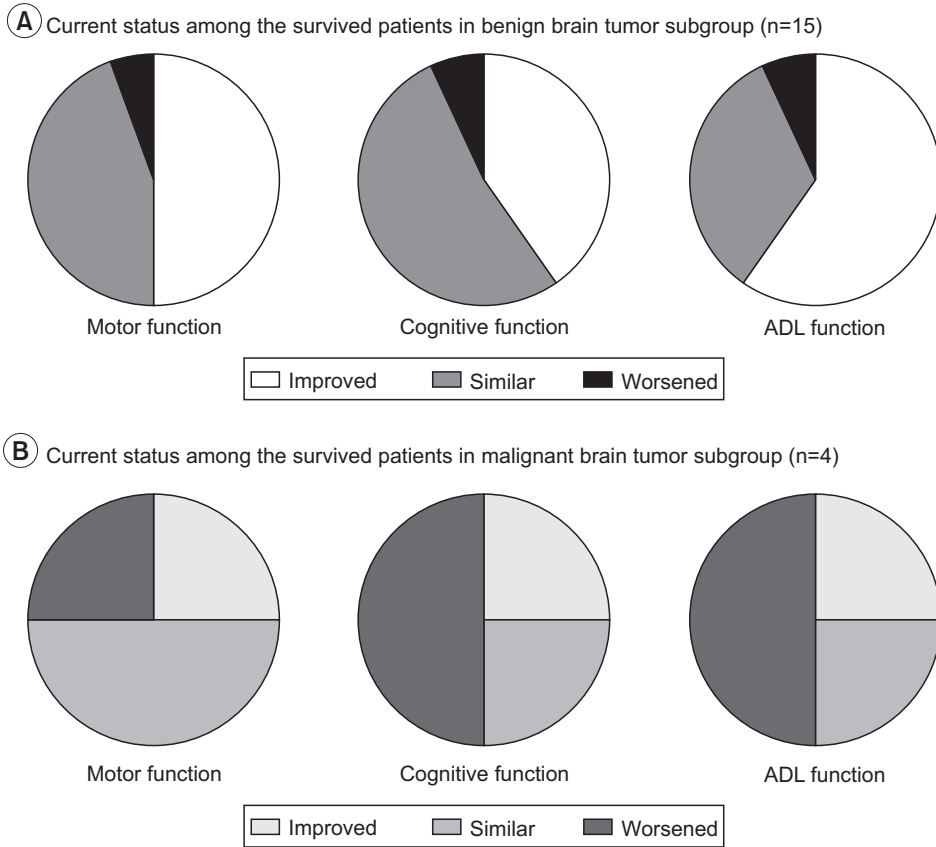 A Current status among the survived patients in benign brain tumor subgroup (n=15)
Motor function Cognitive function ADL function
Improved Similar Worsened
B Current status among the survived patients in malignant brain tumor subgroup (n=4)
Motor function Cognitive function ADL function
Improved Similar Worsened